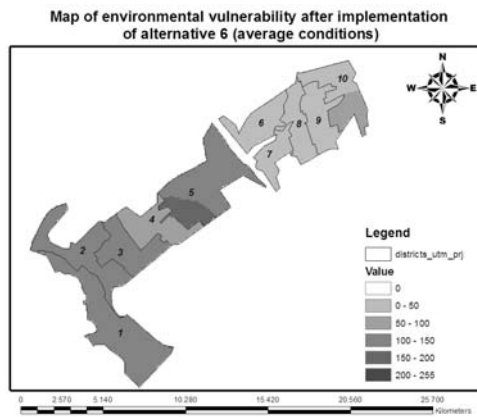 Map of environmental vulnerability after implementation
of alternative 6 (average conditions)
N
W E
S
10
6
8
9
7
5
4
2
3
1
Legend
districts_utm_prj
Value
0
0 - 50
50 - 100
100 - 150
150 - 200
200 - 255
0 2 570 5 140 10 280 15 420 20 560 25 700
Kilometers